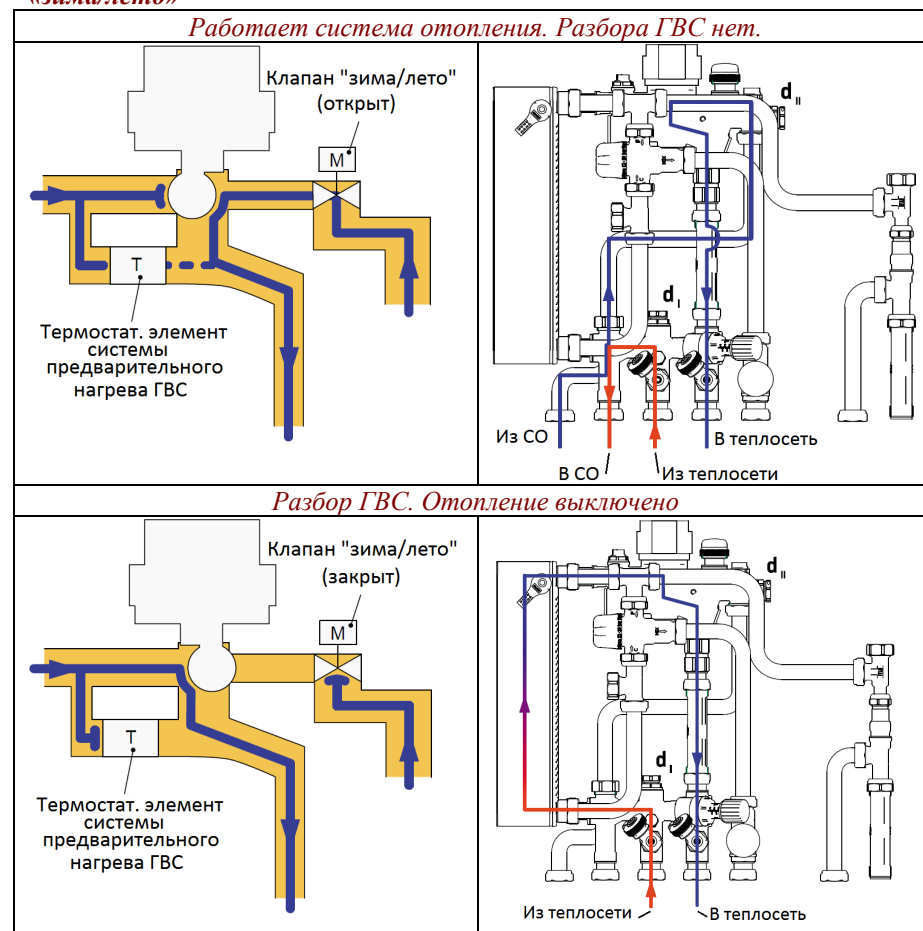 «зима/лето»
Работает система отопления. Разбора ГВС нет.
Клапан "зима/лето"
(открыт)
М
Т
Термостат. элемент
системы
предварительного
нагрева ГВС
d II
d I
Из СО
В теплосеть
В СО
Из теплосети
Разбор ГВС. Отопление выключено
Клапан "зима/лето"
(закрыт)
М
Т
Термостат. элемент
системы
предварительного
нагрева ГВС
d II
d I
Из теплосети
В теплосеть